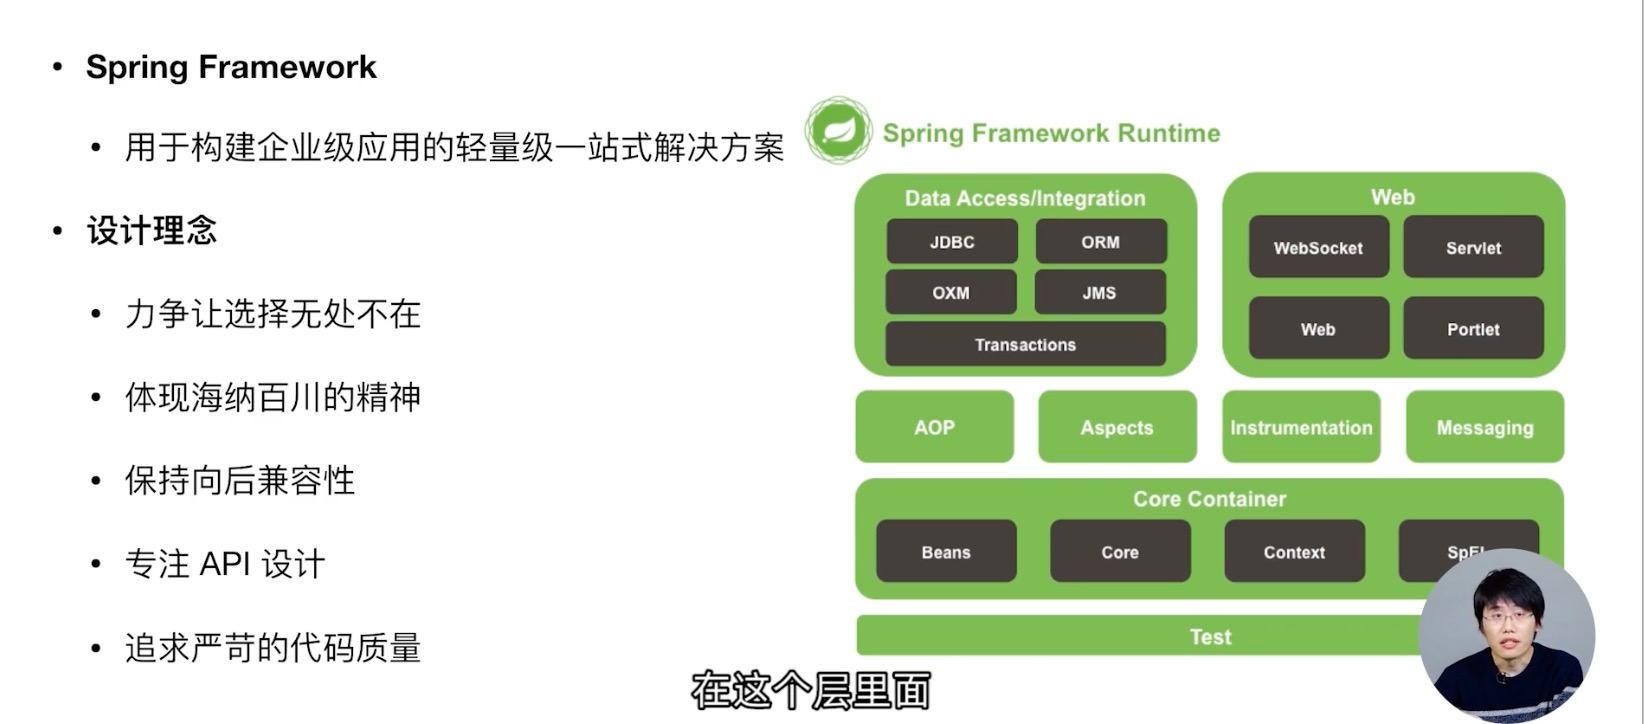 Spring Framework
用于构建企业级应用的轻量级一站式解决方案
设计理念
力争让选择无处不在
体现海纳百川的精神
保持向后兼容性
专注 API 设计
追求严苛的代码质量
Spring Framework Runtime
Data Access/Integration
JDBC
ORM
OXM
JMS
Transactions
Web
WebSocket
Servlet
Web
Portlet
AOP
Aspects
Instrumentation
Messaging
Core Container
Beans
Core
Context
SpEL
Test
在这个层里面